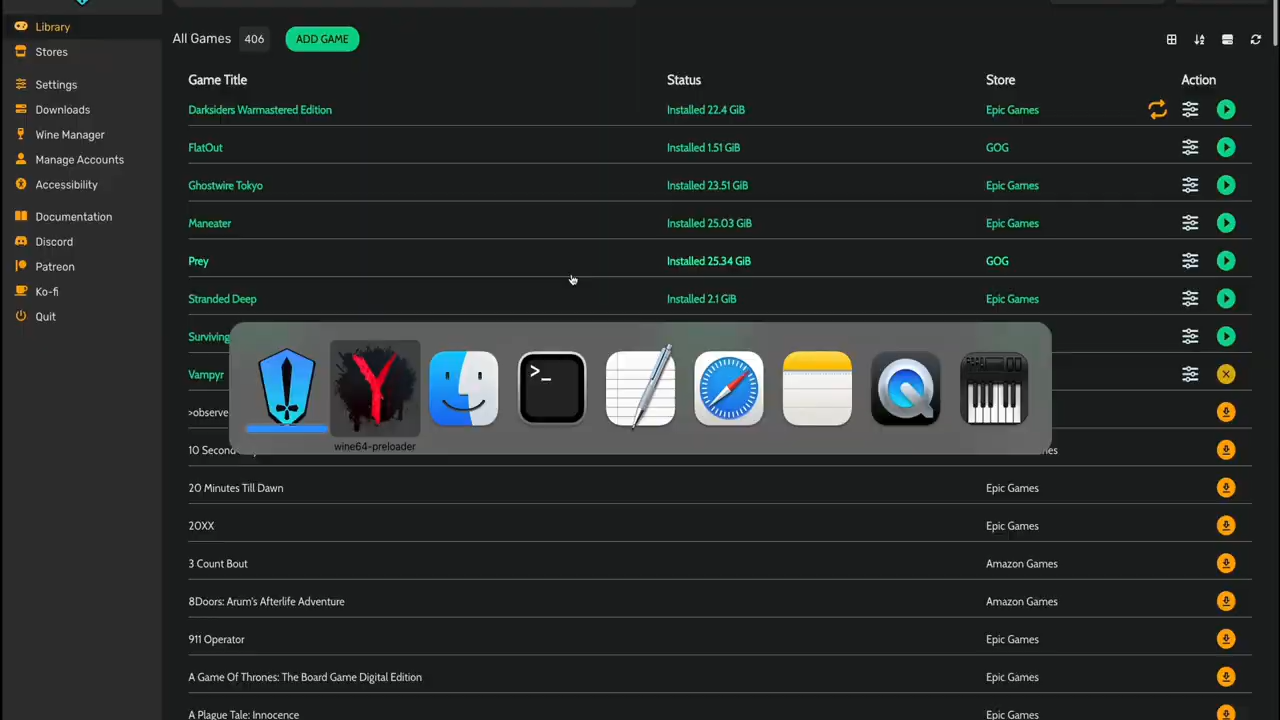 Library
Stores
Settings
Downloads
Wine Manager
Manage Accounts
Accessibility
Documentation
Discord
Patreon
Ko-fi
Quit
All Games 406 ADD GAME
Game Title Status Store Action
Darksiders Warmastered Edition Installed 22.4 GiB Epic Games
FlatOut Installed 1.51 GiB GOG
Ghostwire Tokyo Installed 23.51 GiB Epic Games
Maneater Installed 25.03 GiB Epic Games
Prey Installed 25.34 GiB GOG
Stranded Deep Installed 2.1 GiB Epic Games
Surviving
Vampyr
>_
wine64-preloader
>observe
10 Second
20 Minutes Till Dawn Epic Games
20XX Epic Games
3 Count Bout Amazon Games
8Doors: Arum's Afterlife Adventure Amazon Games
911 Operator Epic Games
A Game Of Thrones: The Board Game Digital Edition Epic Games
A Plague Tale: Innocence Epic Games